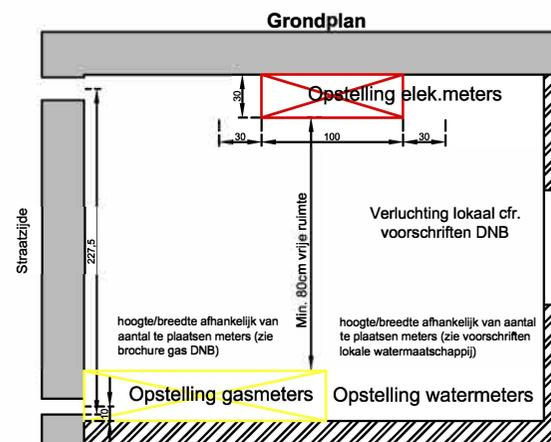 Grondplan
Opstelling elek.meters
30
30
100
30
Straatzijde
227,5
Min. 80cm vrije ruimte
Verluchting lokaal cfr.
voorschriften DNB
hoogte/breedte afhankelijk van
aantal te plaatsen meters (zie
brochure gas DNB)
hoogte/breedte afhankelijk van aantal
te plaatsen meters (zie voorschriften
lokale watermaatschappij)
Opstelling gasmeters
Opstelling watermeters
10